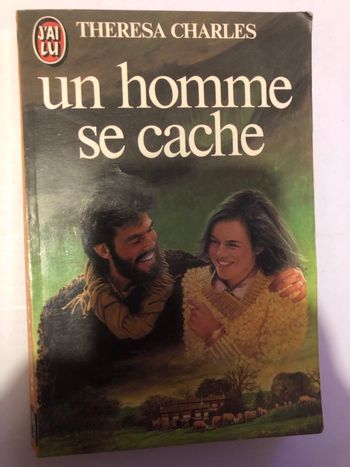 J'AI
LU
THERESA CHARLES
un homme
se cache